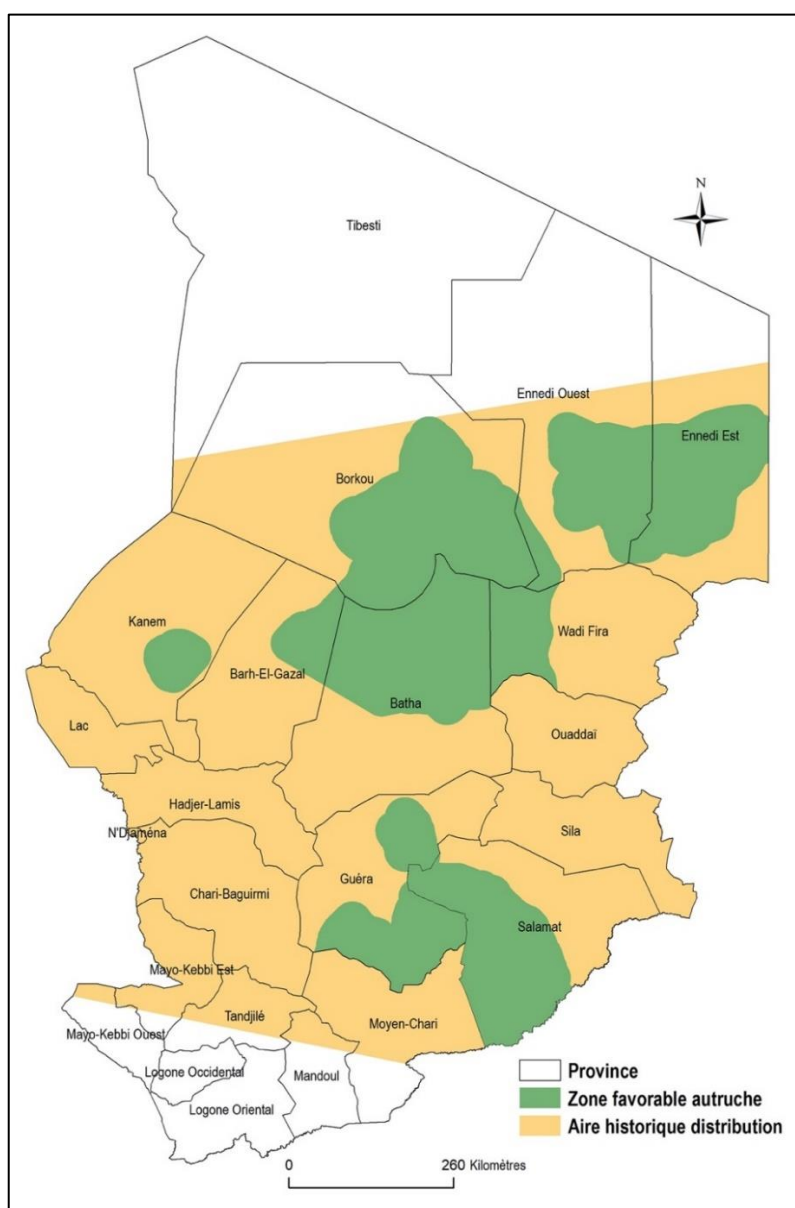 N
Tibesti
Ennedi Ouest
Ennedi Est
Borkou
Kanem
Wadi Fira
Barh-El-Gazal
Batha
Lac
Ouaddaï
Hadjer-Lamis
N'Djaména
Sila
Guéra
Chari-Baguirmi
Salamat
Mayo-Kebbi Est
Tandjilé
Moyen-Chari
Mayo-Kebbi Ouest
Logone Occidental
Mandoul
Logone Oriental
Province
Zone favorable autruche
Aire historique distribution
0 260 Kilomètres